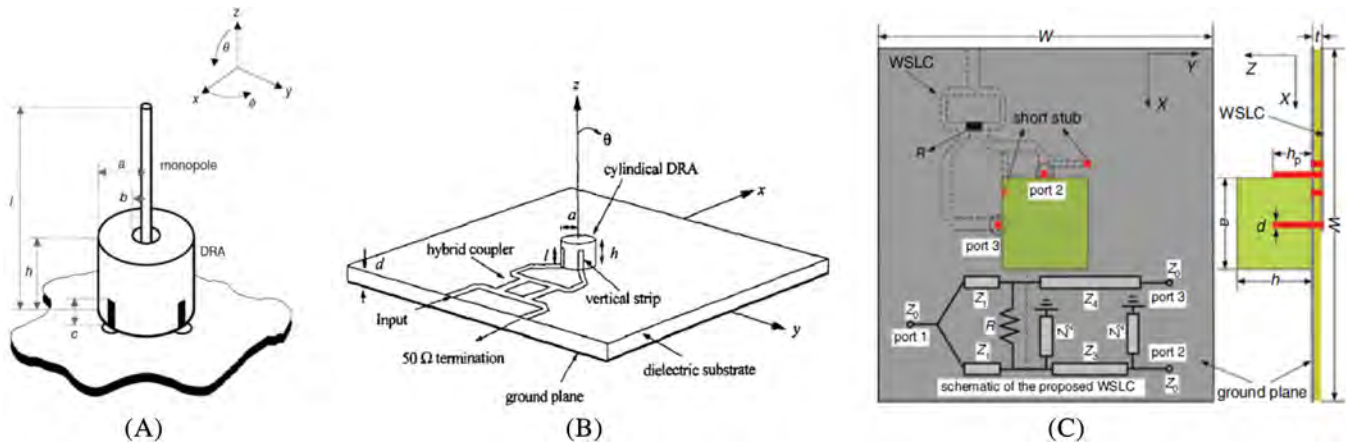 z
θ
x
y
ϕ
monopole
a
b
l
h
DRA
c
(A)
z
θ
cylindical DRA
x
a
hybrid coupler
l
h
d
vertical strip
Input
y
50 Ω termination
dielectric substrate
ground plane
(B)
W
t
WSLC
Y
X
Z
X
WSLC
short stub
R
h_p
port 2
a
d
W
port 3
h
Z_0
Z_1
Z_4
Z_0
port 3
port 1
R
Z_2
Z_2
Z_1
Z_3
port 2
Z_0
schematic of the proposed WSLC
ground plane
(C)